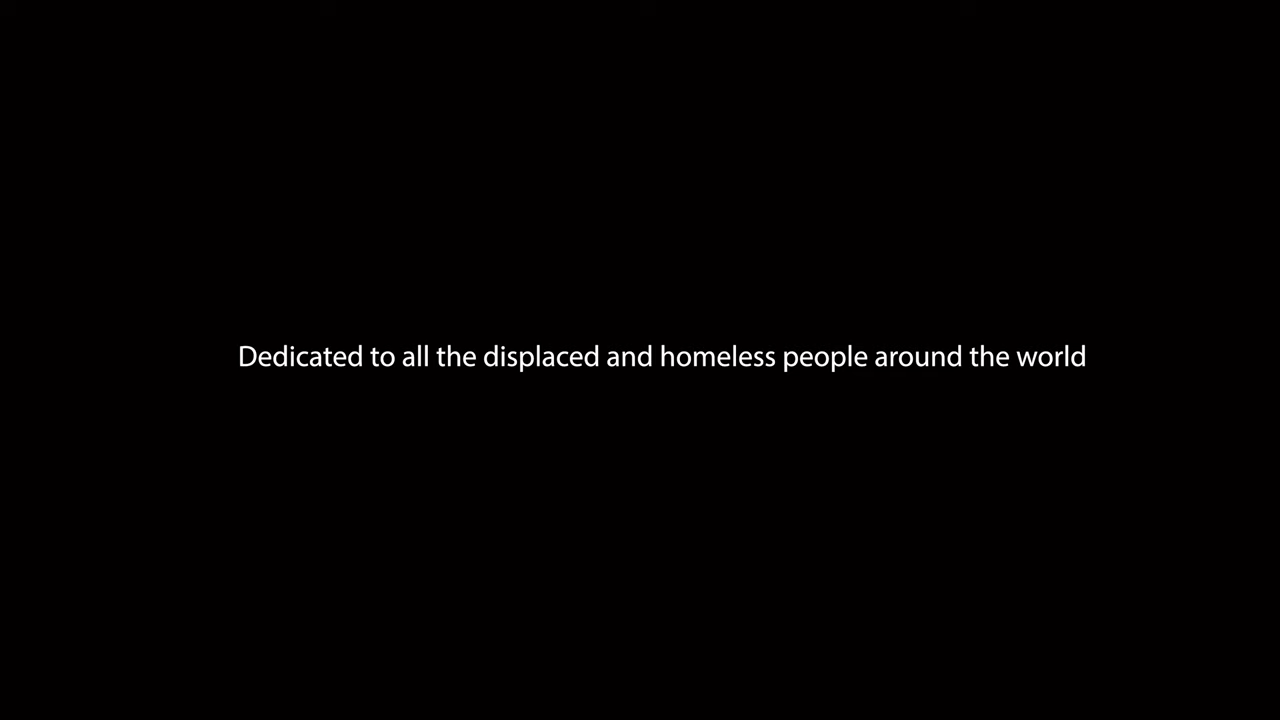 Dedicated to all the displaced and homeless people around the world